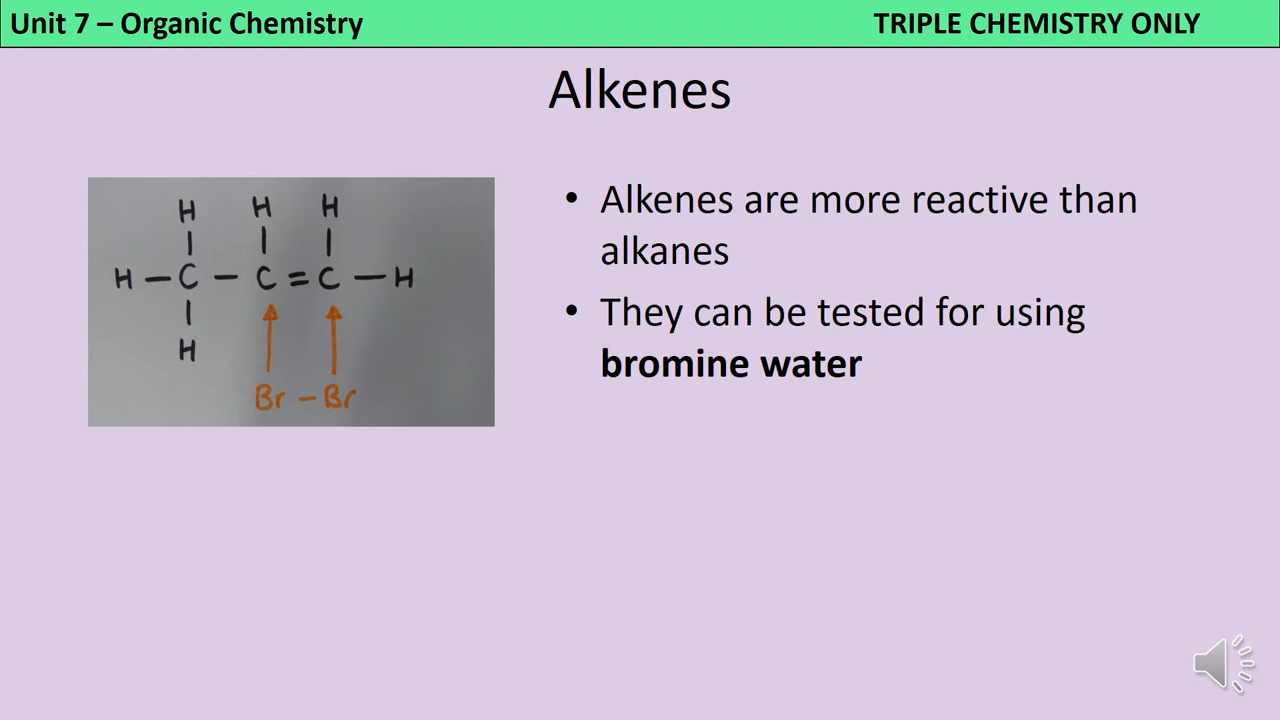 Unit 7 – Organic Chemistry
TRIPLE CHEMISTRY ONLY
Alkenes
H H H
H – C – C = C – H
H
Br – Br
• Alkenes are more reactive than
alkanes
• They can be tested for using
bromine water